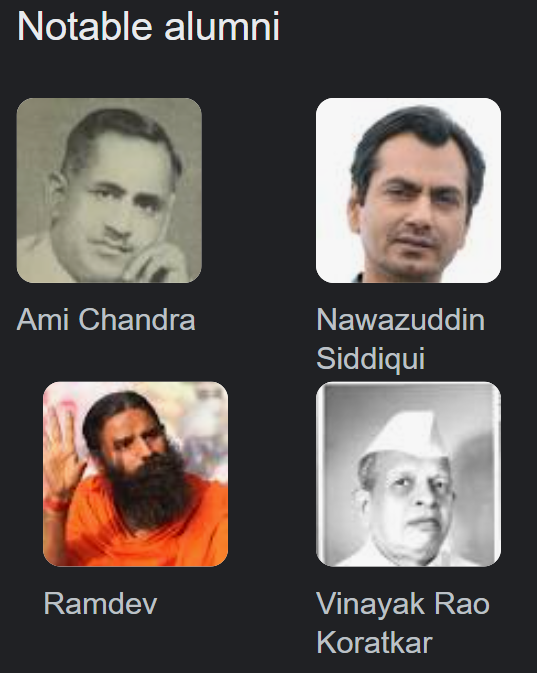 Notable alumni
Ami Chandra
Nawazuddin
Siddiqui
Ramdev
Vinayak Rao
Koratkar